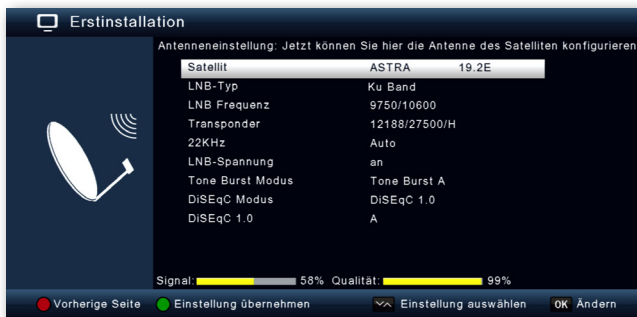 Erstinstallation
Antenneneinstellung: Jetzt können Sie hier die Antenne des Satelliten konfigurieren
Satellit ASTRA 19.2E
LNB-Typ Ku Band
LNB Frequenz 9750/10600
Transponder 12188/27500/H
22KHz Auto
LNB-Spannung an
Tone Burst Modus Tone Burst A
DiSEqC Modus DiSEqC 1.0
DiSEqC 1.0 A
Signal: 58% Qualität: 99%
Vorherige Seite Einstellung übernehmen Einstellung auswählen OK Ändern